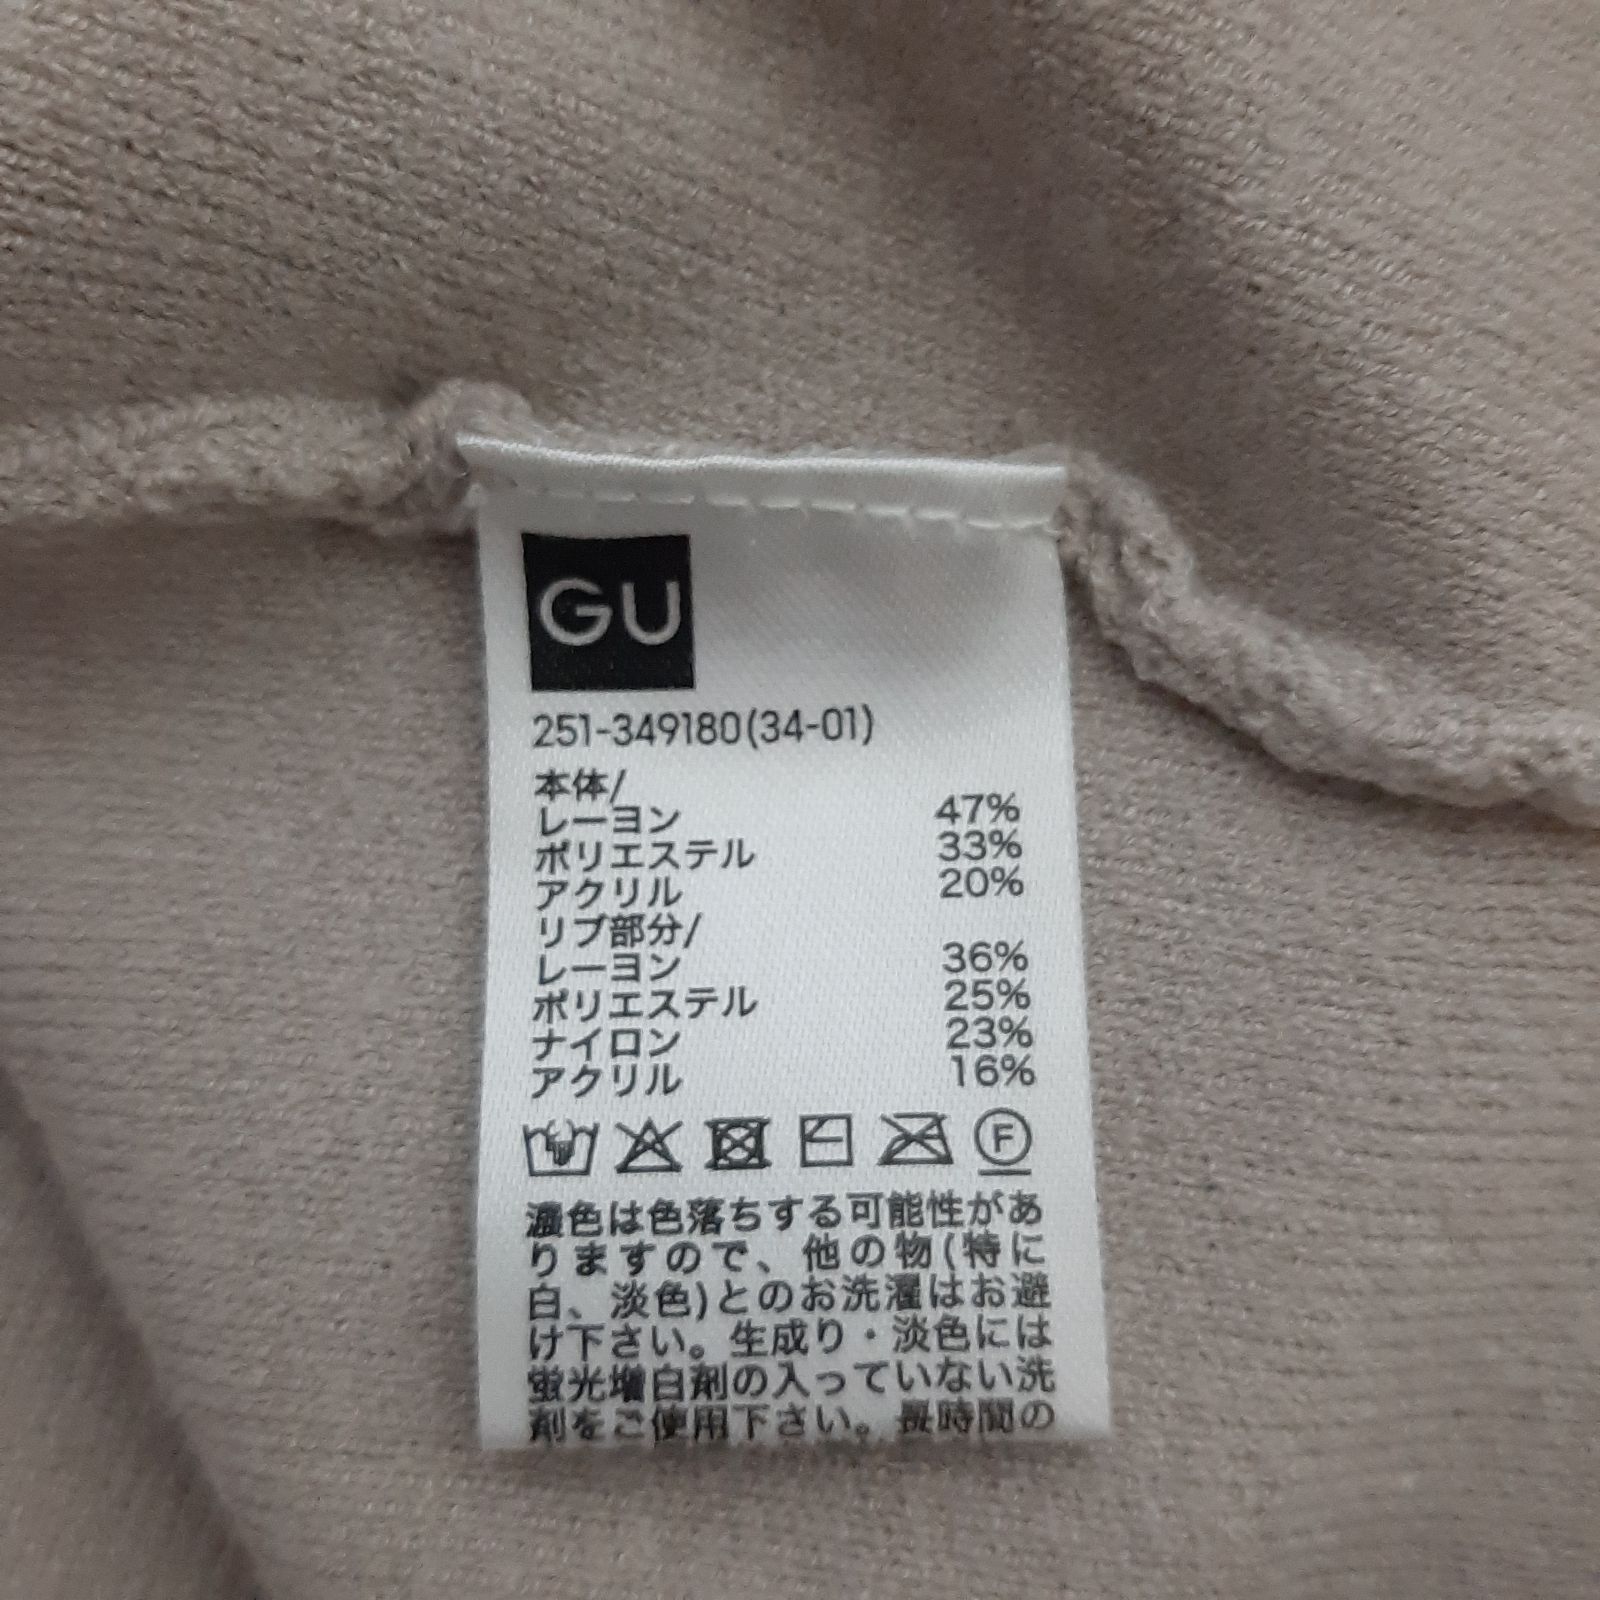 GU
251-349180(34-01)
本体/
レーヨン 47%
ポリエステル 33%
アクリル 20%
リブ部分/
レーヨン 36%
ポリエステル 25%
ナイロン 23%
アクリル 16%
F
濃色は色落ちする可能性があ
りますので、他の物(特に
白、淡色)とのお洗濯はお避
け下さい。生成り・淡色には
蛍光増白剤の入っていない洗
剤をご使用下さい。長時間の